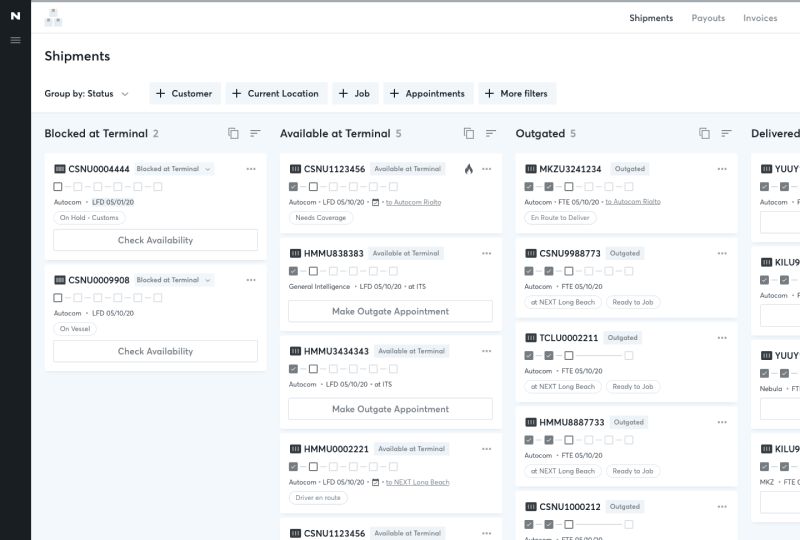 N
Shipments
Payouts
Invoices
Shipments
Group by: Status
+ Customer
+ Current Location
+ Job
+ Appointments
+ More filters
Blocked at Terminal 2
CSNU0004444 Blocked at Terminal
Autocom • LFD 05/01/20
On Hold - Customs
Check Availability
CSNU0009908 Blocked at Terminal
Autocom • LFD 05/10/20
On Vessel
Check Availability
Available at Terminal 5
CSNU1123456 Available at Terminal
Autocom • LFD 05/10/20 • to Autocom Rialto
Needs Coverage
HMMU838383 Available at Terminal
General Intelligence • LFD 05/10/20 • at ITS
Make Outgate Appointment
HMMU3434343 Available at Terminal
Autocom • LFD 05/10/20 • at ITS
Make Outgate Appointment
HMMU0002221 Available at Terminal
Autocom • LFD 05/10/20 • to NEXT Long Beach
Driver en route
CSNU1123456 Available at Terminal
Outgated 5
MKZU3241234 Outgated
Autocom • FTE 05/10/20 • to Autocom Rialto
En Route to Deliver
CSNU9988773 Outgated
Autocom • FTE 05/10/20
at NEXT Long Beach Ready to Job
TCLU0002211 Outgated
Autocom • FTE 05/10/20
at NEXT Long Beach Ready to Job
HMMU8887733 Outgated
Autocom • FTE 05/10/20
at NEXT Long Beach Ready to Job
CSNU1000212 Outgated
Autocom • FTE 05/10/20
Delivered
YUUY
Autocom • F
KILU9
Autocom • F
YUUY
Nebula • FT
KILU9
MKZ • FTE 0